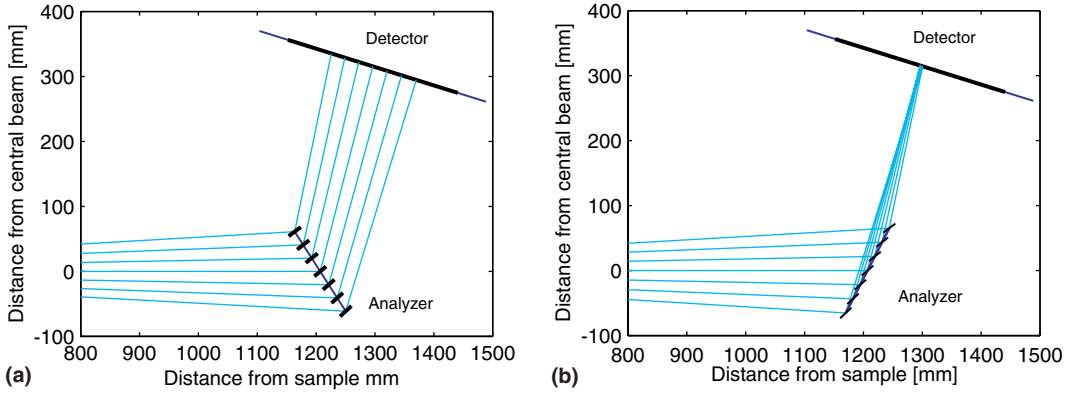 Distance from central beam [mm]
400
300
200
100
0
-100
Detector
Analyzer
800 900 1000 1100 1200 1300 1400 1500
Distance from sample mm
(a)
Distance from central beam [mm]
400
300
200
100
0
-100
Detector
Analyzer
800 900 1000 1100 1200 1300 1400 1500
Distance from sample [mm]
(b)